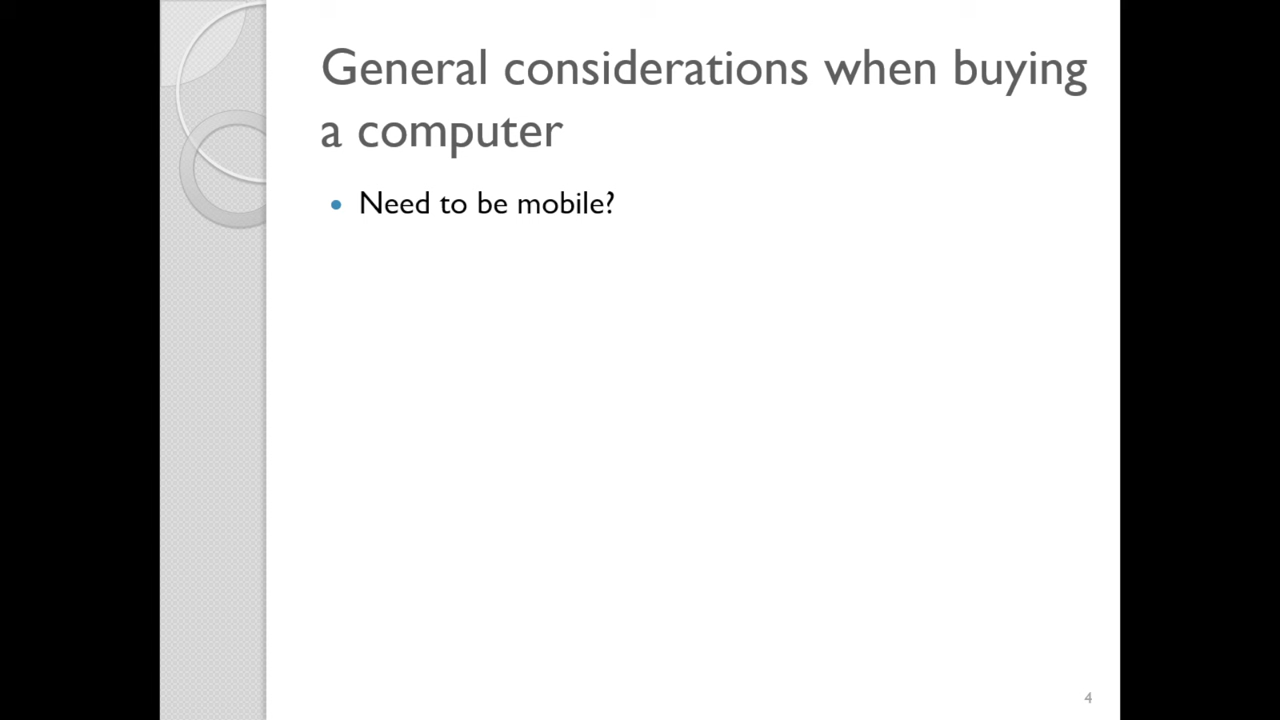 General considerations when buying
a computer
• Need to be mobile?
4